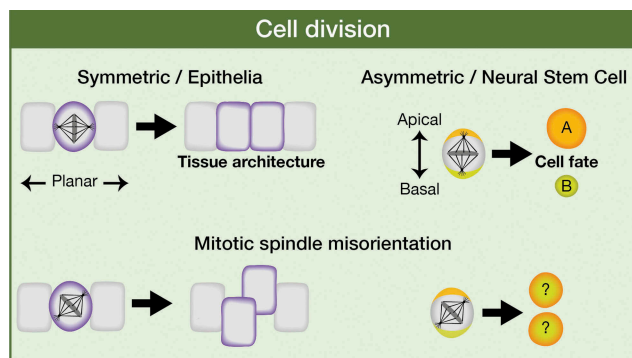 Cell division
Symmetric / Epithelia
Asymmetric / Neural Stem Cell
Tissue architecture
Planar
Apical
Basal
A
Cell fate
B
Mitotic spindle misorientation
?
?